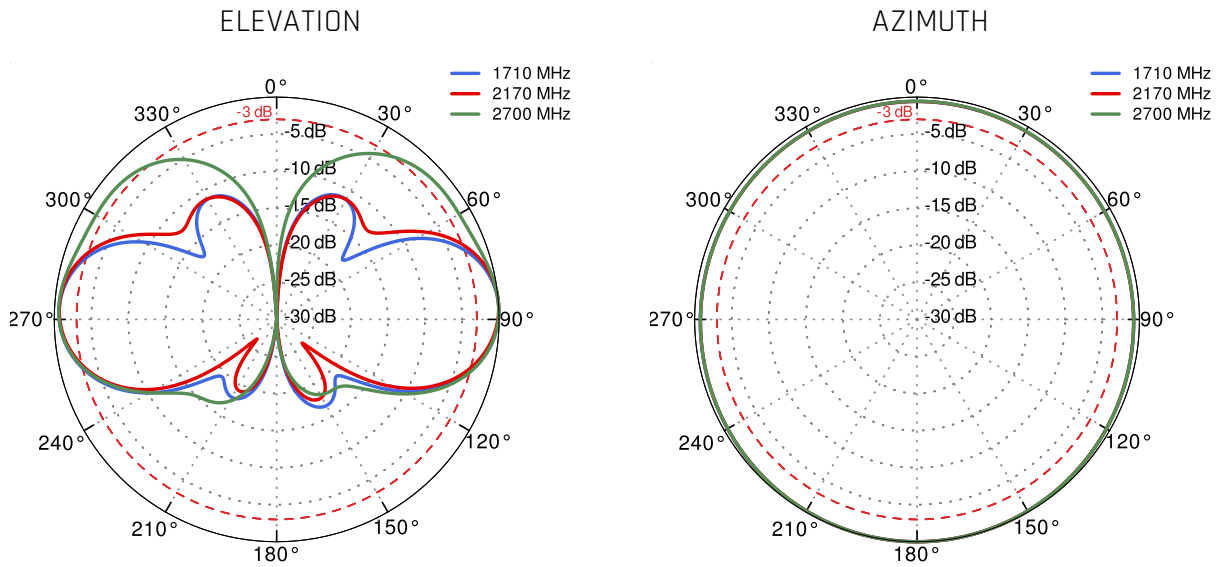 ELEVATION
1710 MHz
2170 MHz
2700 MHz
0°
330°
-3 dB
30°
-5 dB
-10 dB
300°
-15 dB
60°
-20 dB
-25 dB
270°
-30 dB
90°
240°
120°
210°
150°
180°
AZIMUTH
1710 MHz
2170 MHz
2700 MHz
0°
330°
-3 dB
30°
-5 dB
-10 dB
300°
-15 dB
60°
-20 dB
-25 dB
270°
-30 dB
90°
240°
120°
210°
150°
180°